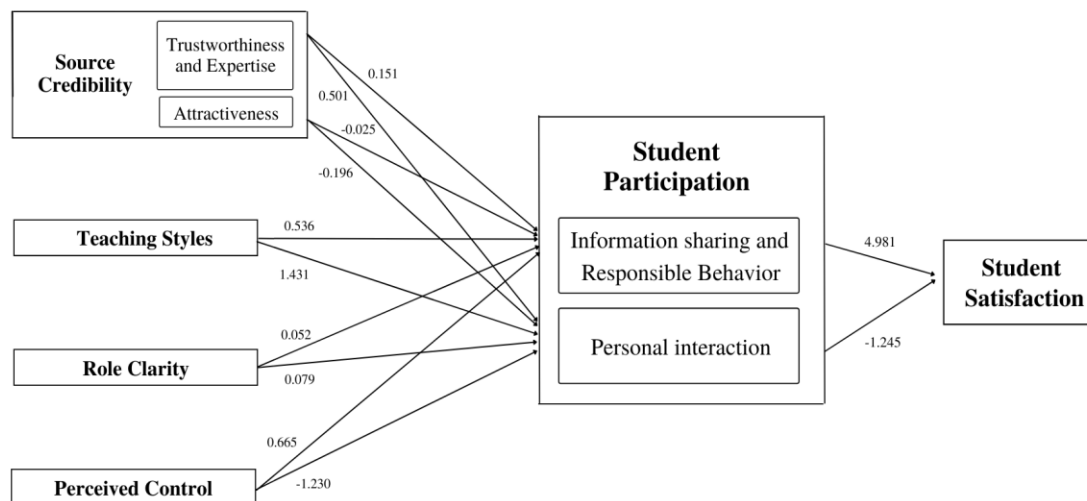 Source
Credibility
Trustworthiness
and Expertise
Attractiveness
0.151
0.501
-0.025
-0.196
Teaching Styles
0.536
1.431
Role Clarity
0.052
0.079
Perceived Control
0.665
-1.230
Student
Participation
Information sharing and
Responsible Behavior
Personal interaction
4.981
-1.245
Student
Satisfaction